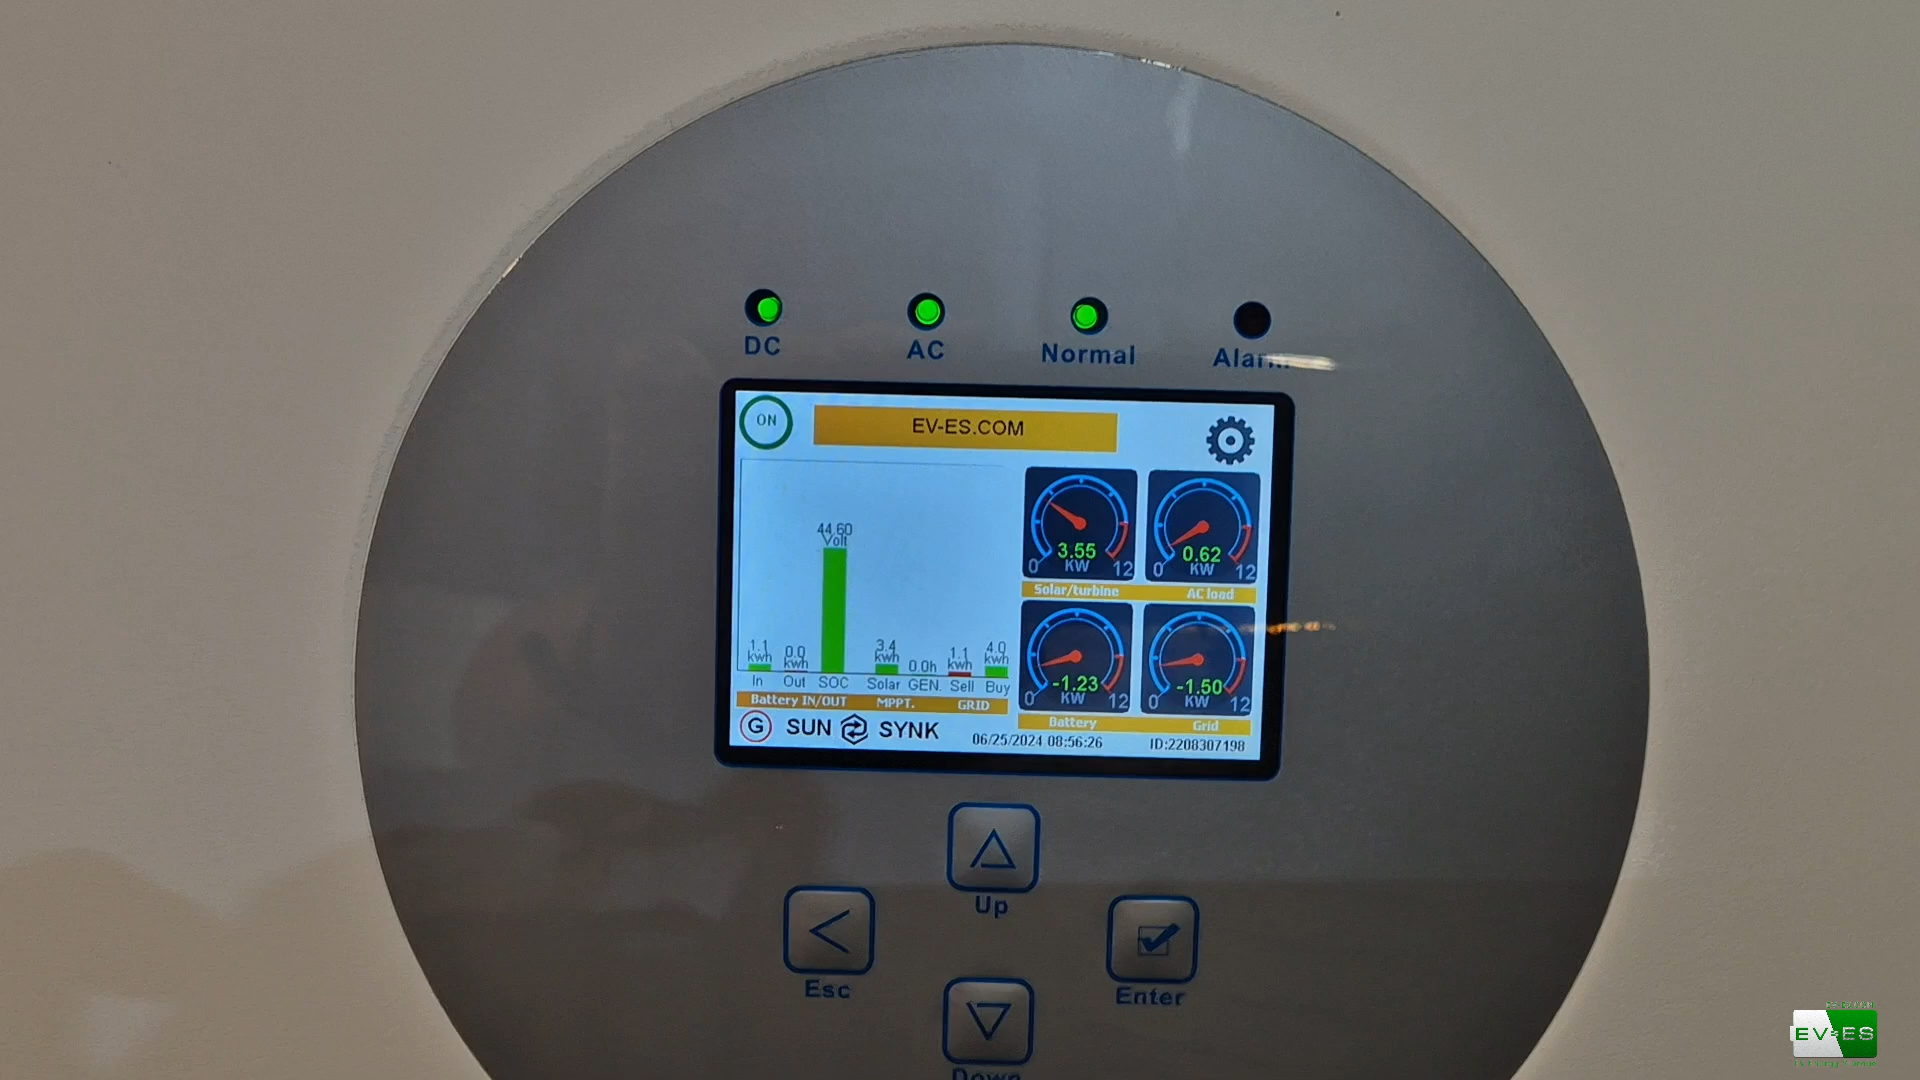 DC AC Normal Alarm
ON
EV-ES.COM
44.60
Volt
1.1
kwh
0.0
kwh
3.4
kwh
0.0h
1.1
kwh
4.0
kwh
In Out SOC Solar GEN. Sell Buy
Battery IN/OUT MPPT. GRID
3.55
KW
0 12
Solar/turbine
0.62
KW
0 12
AC load
-1.23
KW
0 12
Battery
-1.50
KW
0 12
Grid
G SUN SYNK
06/25/2024 08:56:26 ID:2208307198
Up
Esc
Enter
Down
EV-ES